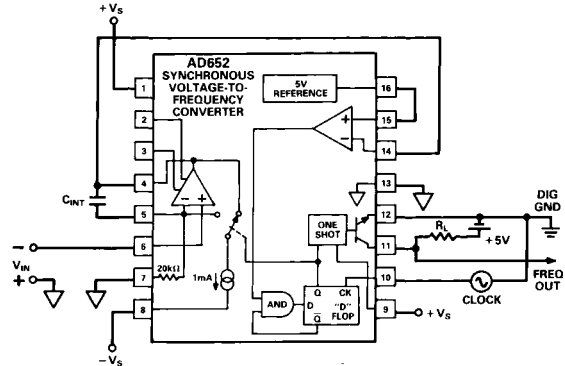 +VS
AD652
SYNCHRONOUS
VOLTAGE-TO-
FREQUENCY
CONVERTER
5V
REFERENCE
1
2
3
4
5
6
7
8
16
15
14
13
12
11
10
9
CINT
+
−
−
+
ONE
SHOT
DIG
GND
RL
+5V
FREQ
OUT
CLOCK
−
VIN
+
20kΩ
1mA
AND
Q
CK
D
"D"
FLOP
Q̅
+VS
−VS